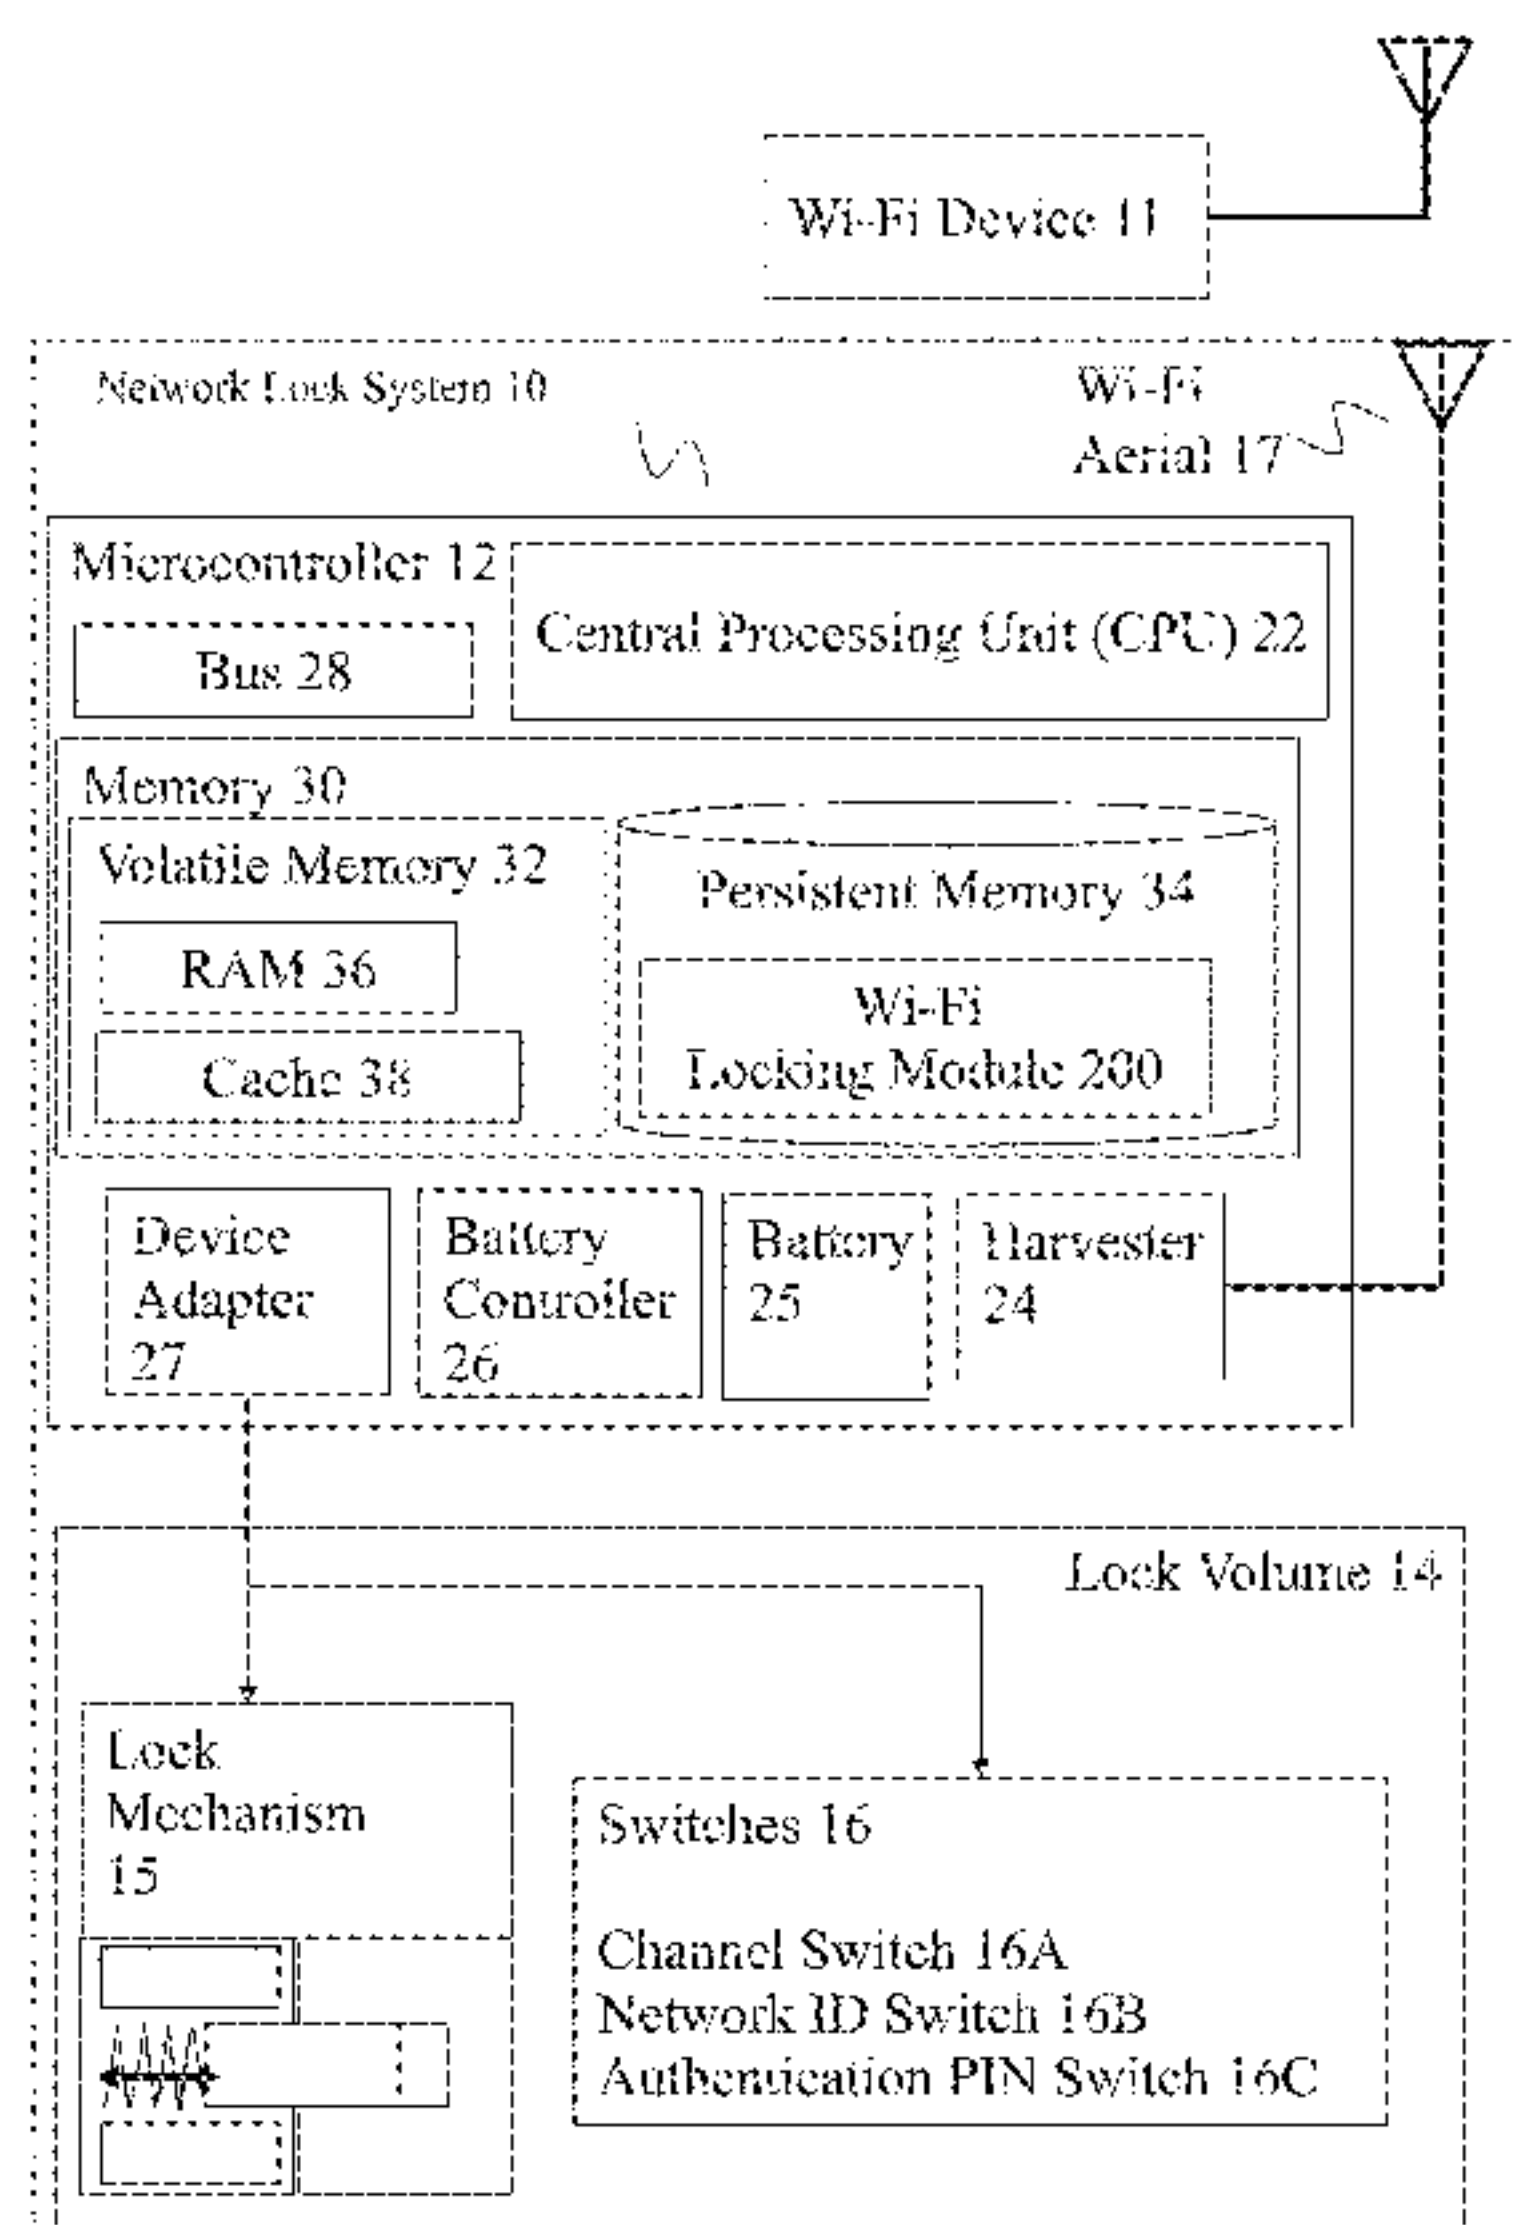 Wi-Fi Device 11
Network Lock System 10
Wi-Fi
Aerial 17
Microcontroller 12
Central Processing Unit (CPU) 22
Bus 28
Memory 30
Volatile Memory 32
Persistent Memory 34
RAM 36
Wi-Fi
Locking Module 200
Cache 38
Device
Adapter
27
Battery
Controller
26
Battery
25
Harvester
24
Lock Volume 14
Lock
Mechanism
15
Switches 16
Channel Switch 16A
Network ID Switch 16B
Authentication PIN Switch 16C